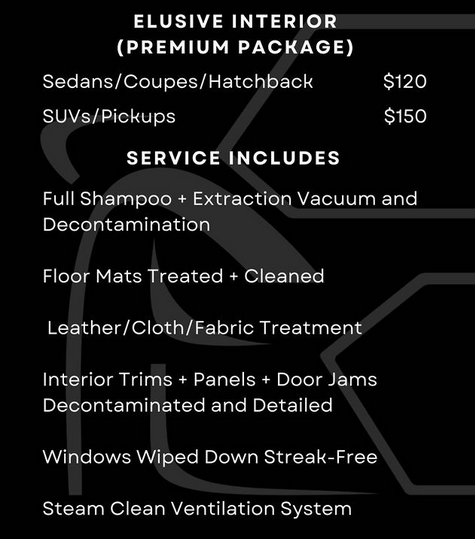 ELUSIVE INTERIOR
(PREMIUM PACKAGE)
Sedans/Coupes/Hatchback $120
SUVs/Pickups $150
SERVICE INCLUDES
Full Shampoo + Extraction Vacuum and
Decontamination
Floor Mats Treated + Cleaned
Leather/Cloth/Fabric Treatment
Interior Trims + Panels + Door Jams
Decontaminated and Detailed
Windows Wiped Down Streak-Free
Steam Clean Ventilation System